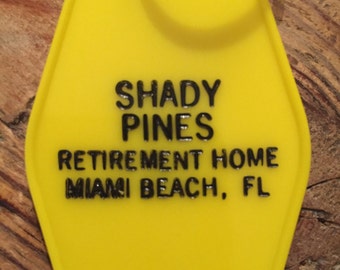 SHADY
PINES
RETIREMENT HOME
MIAMI BEACH, FL